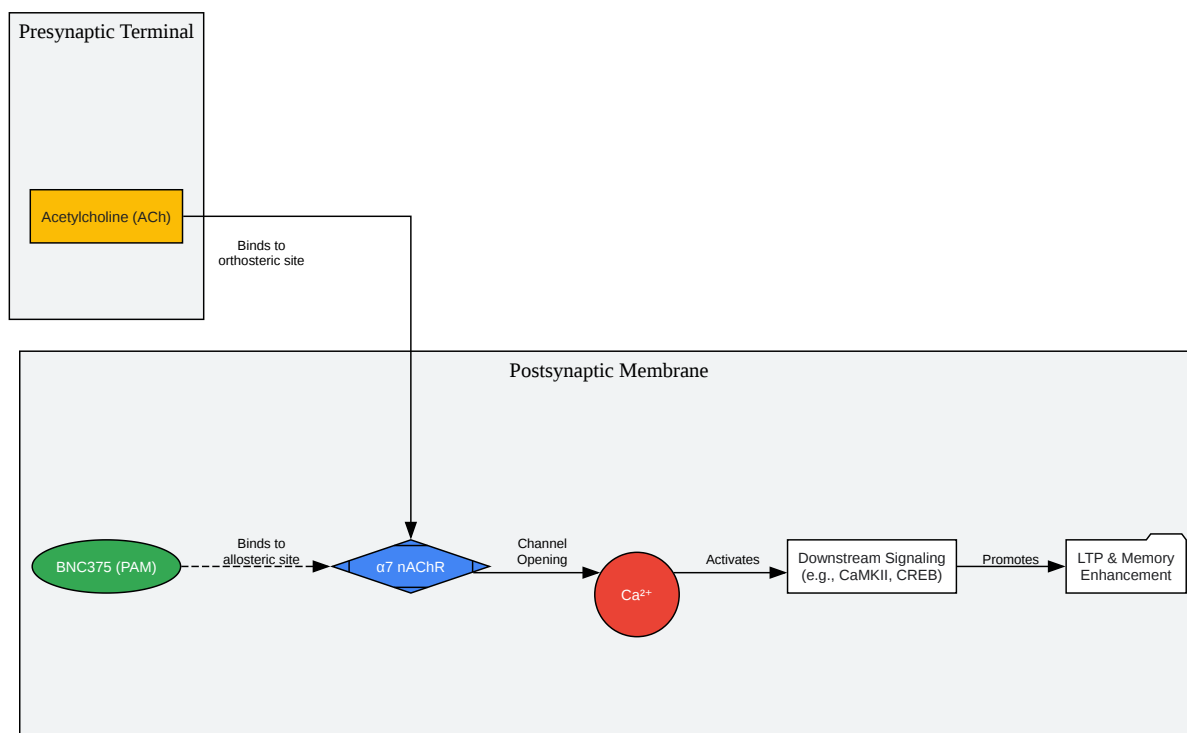 Presynaptic Terminal
Acetylcholine (ACh)
Binds to
orthosteric site
Postsynaptic Membrane
BNC375 (PAM)
Binds to
allosteric site
α7 nAChR
Channel
Opening
Ca²⁺
Activates
Downstream Signaling
(e.g., CaMKII, CREB)
Promotes
LTP & Memory
Enhancement